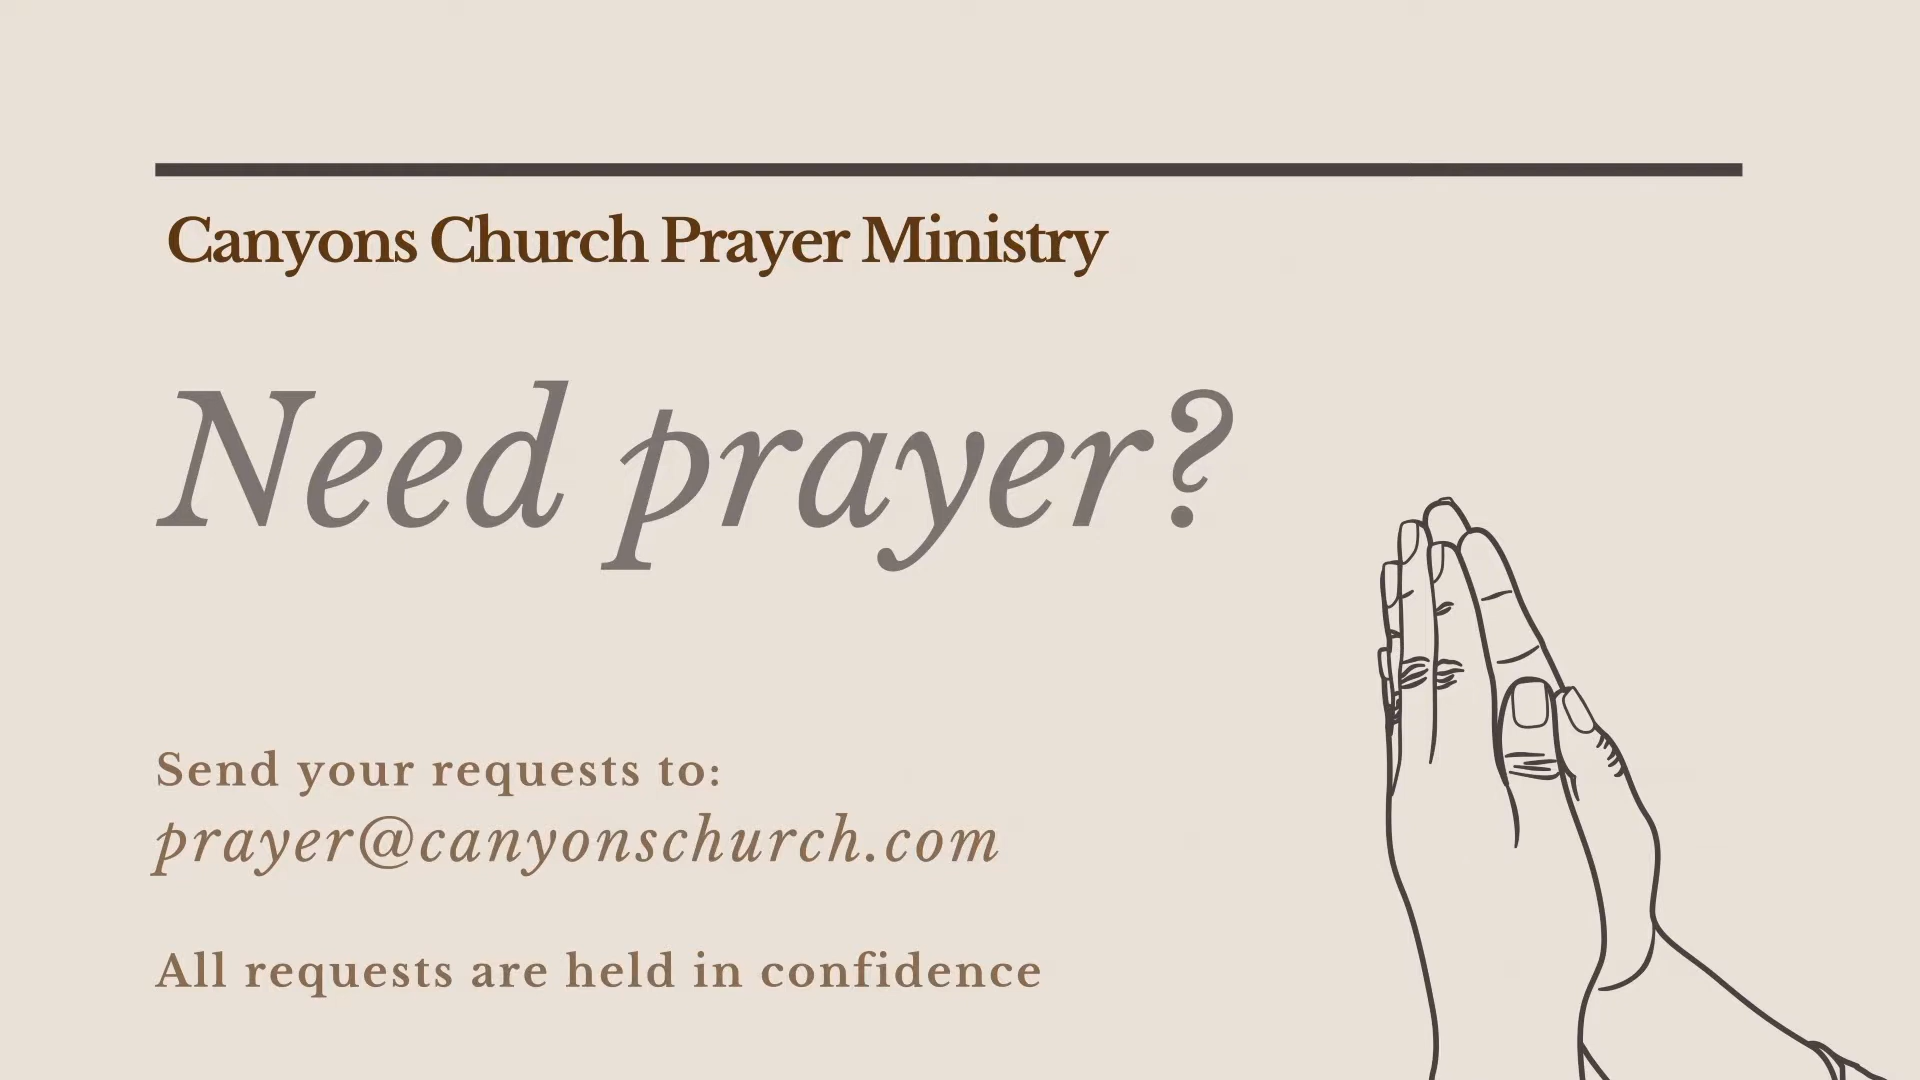 Canyons Church Prayer Ministry
Need prayer?
Send your requests to:
prayer@canyonschurch.com
All requests are held in confidence